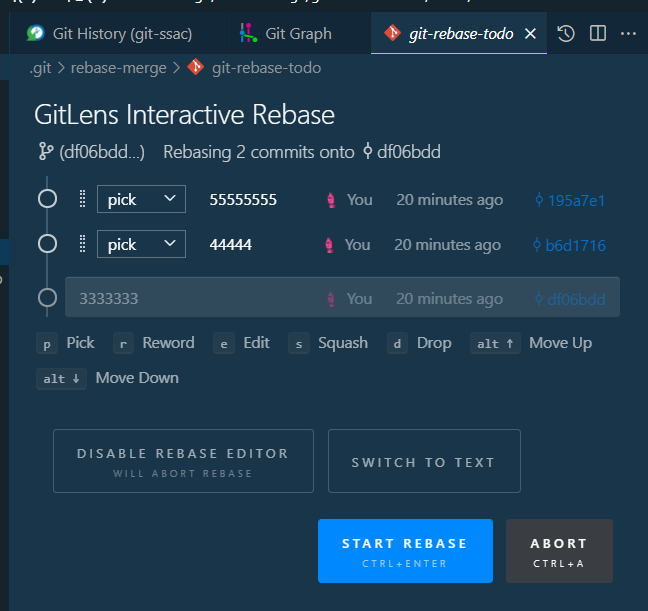 Git History (git-ssac) Git Graph git-rebase-todo
.git > rebase-merge > git-rebase-todo
GitLens Interactive Rebase
(df06bdd...) Rebasing 2 commits onto df06bdd
pick 55555555 You 20 minutes ago 195a7e1
pick 44444 You 20 minutes ago b6d1716
3333333 You 20 minutes ago df06bdd
p Pick r Reword e Edit s Squash d Drop alt ↑ Move Up
alt ↓ Move Down
DISABLE REBASE EDITOR SWITCH TO TEXT
WILL ABORT REBASE
START REBASE ABORT
CTRL+ENTER CTRL+A